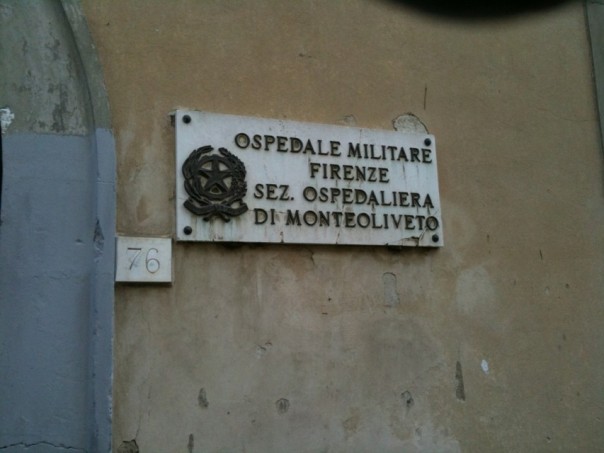 OSPEDALE MILITARE
FIRENZE
SEZ. OSPEDALIERA
DI MONTEOLIVETO
76